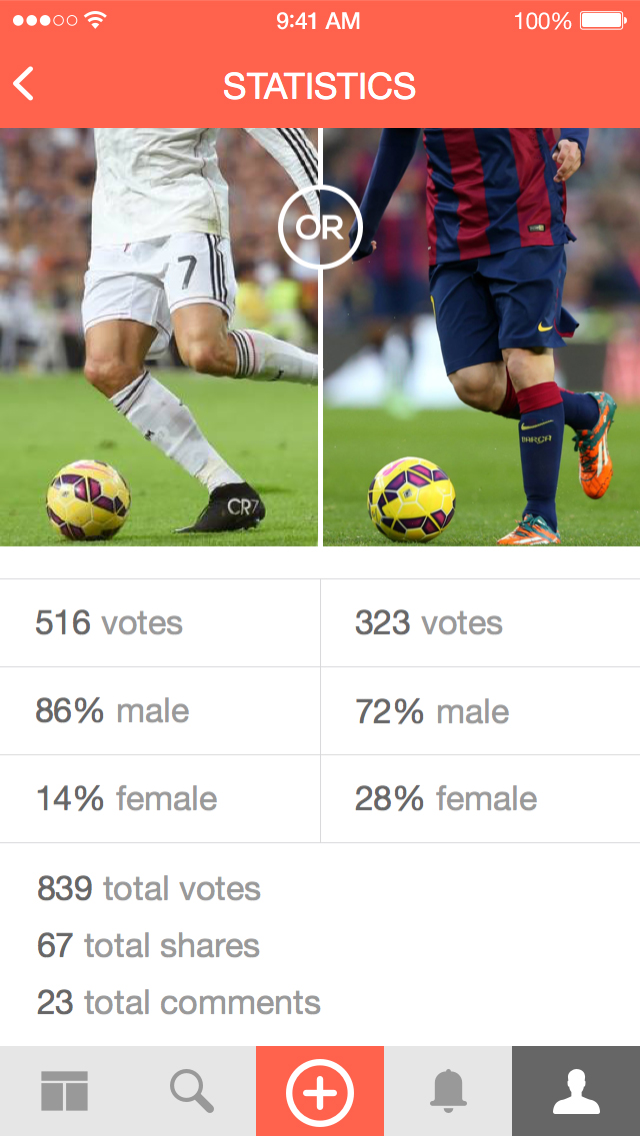 9:41 AM 100%
STATISTICS
OR
7
BARÇA
CR7
516 votes 323 votes
86% male 72% male
14% female 28% female
839 total votes
67 total shares
23 total comments